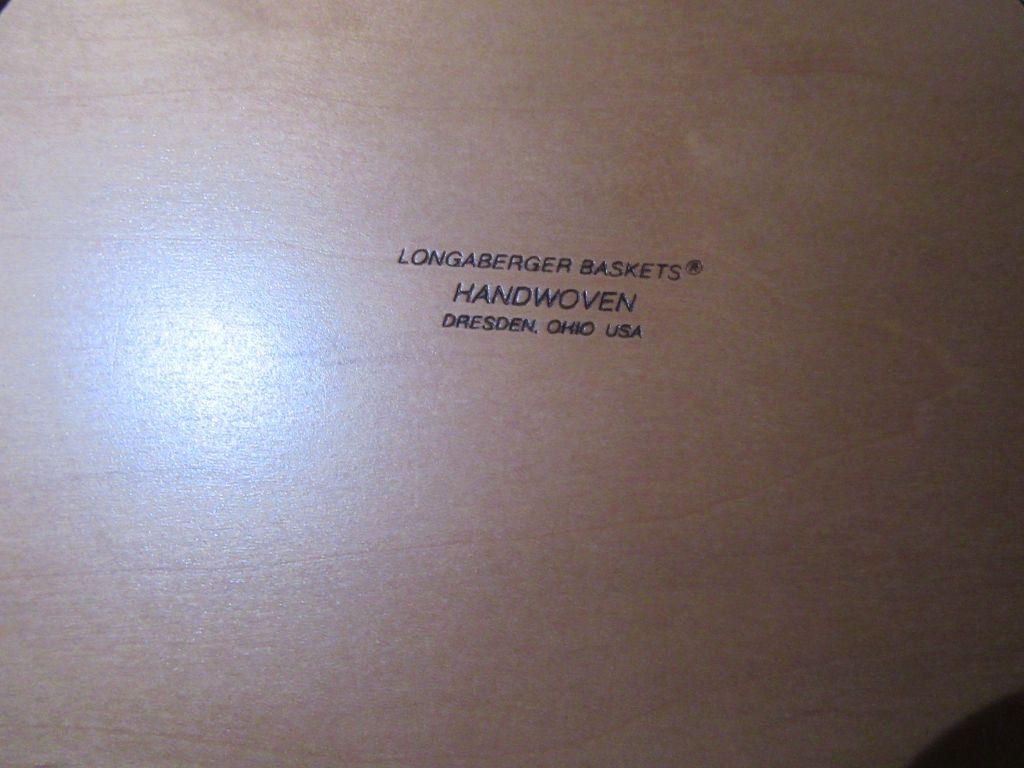 LONGABERGER BASKETS®
HANDWOVEN
DRESDEN, OHIO USA